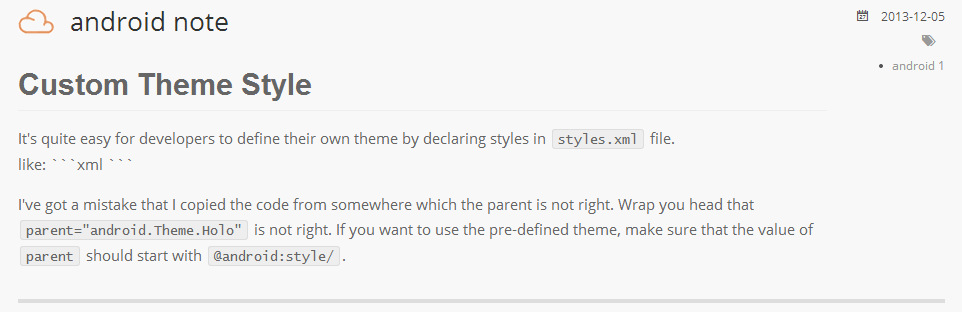 android note
2013-12-05
android 1
Custom Theme Style
It's quite easy for developers to define their own theme by declaring styles in styles.xml file.
like: ```xml ```
I've got a mistake that I copied the code from somewhere which the parent is not right. Wrap you head that
parent="android.Theme.Holo" is not right. If you want to use the pre-defined theme, make sure that the value of
parent should start with @android:style/ .